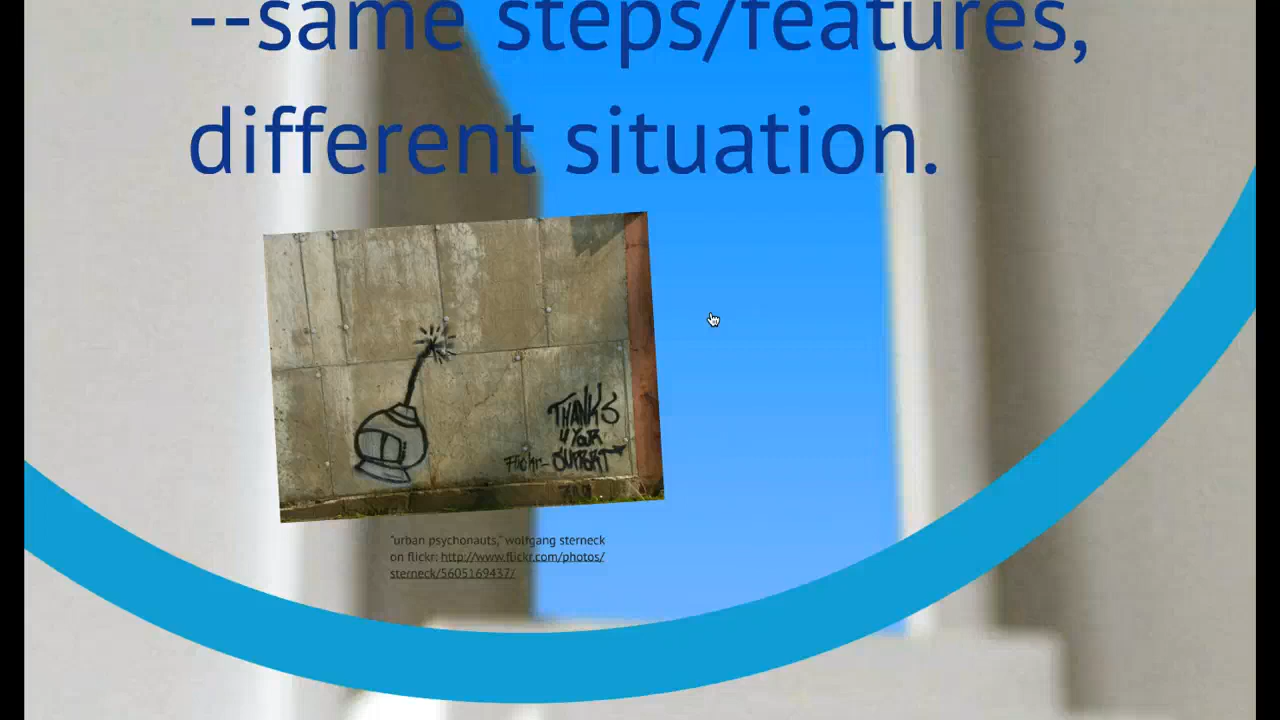 --same steps/features,
different situation.
THANKS
4 YOUR
Flickr- SUPPORT
"urban psychonauts," wolfgang sterneck
on flickr: http://www.flickr.com/photos/
sterneck/5605169437/